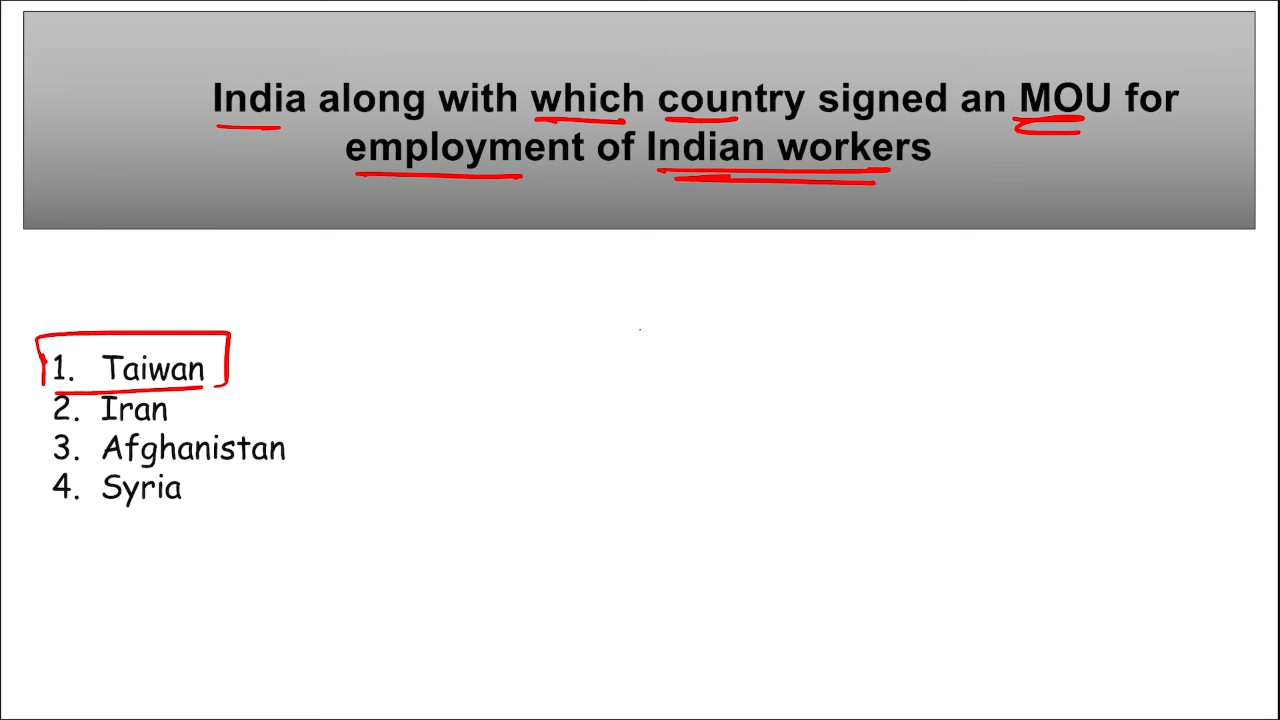 India along with which country signed an MOU for
employment of Indian workers
1. Taiwan
2. Iran
3. Afghanistan
4. Syria